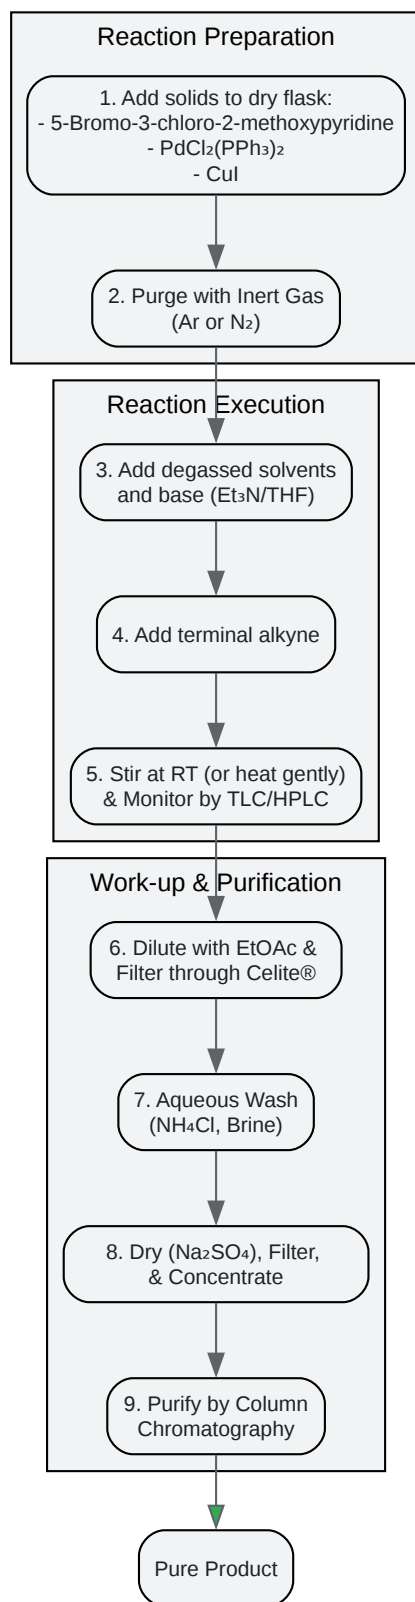 Reaction Preparation
1. Add solids to dry flask:
- 5-Bromo-3-chloro-2-methoxypyridine
- PdCl₂(PPh₃)₂
- CuI
2. Purge with Inert Gas
(Ar or N₂)
Reaction Execution
3. Add degassed solvents
and base (Et₃N/THF)
4. Add terminal alkyne
5. Stir at RT (or heat gently)
& Monitor by TLC/HPLC
Work-up & Purification
6. Dilute with EtOAc &
Filter through Celite®
7. Aqueous Wash
(NH₄Cl, Brine)
8. Dry (Na₂SO₄), Filter,
& Concentrate
9. Purify by Column
Chromatography
Pure Product